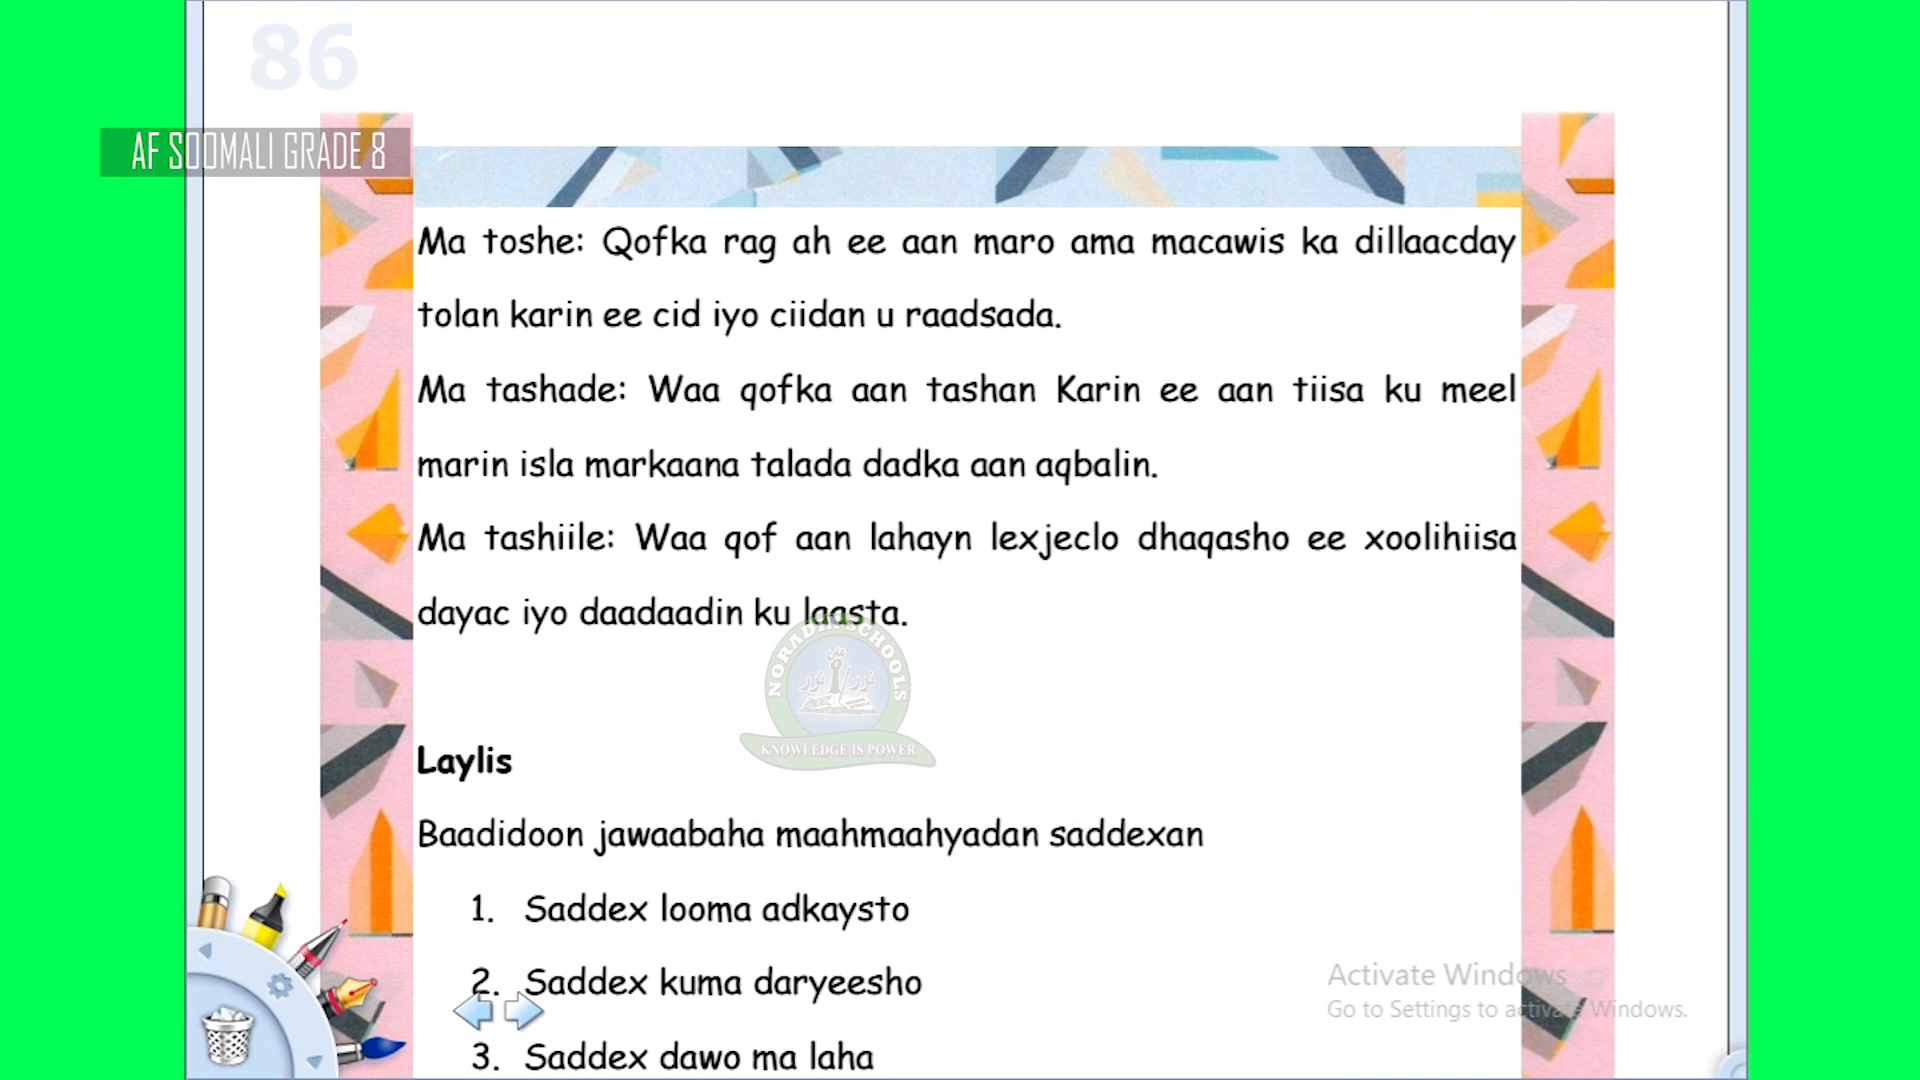 86
AF SOOMALI GRADE 8
Ma toshe: Qofka rag ah ee aan maro ama macawis ka dillaacday
tolan karin ee cid iyo ciidan u raadsada.
Ma tashade: Waa qofka aan tashan Karin ee aan tiisa ku meel
marin isla markaana talada dadka aan aqbalin.
Ma tashiile: Waa qof aan lahayn lexjeclo dhaqasho ee xoolihiisa
dayac iyo daadaadin ku laasta.
NORADIN SCHOOLS
نور نور
KNOWLEDGE IS POWER
Laylis
Baadidoon jawaabaha maahmaahyadan saddexan
1. Saddex looma adkaysto
2. Saddex kuma daryeesho
3. Saddex dawo ma laha
Activate Windows
Go to Settings to activate Windows.